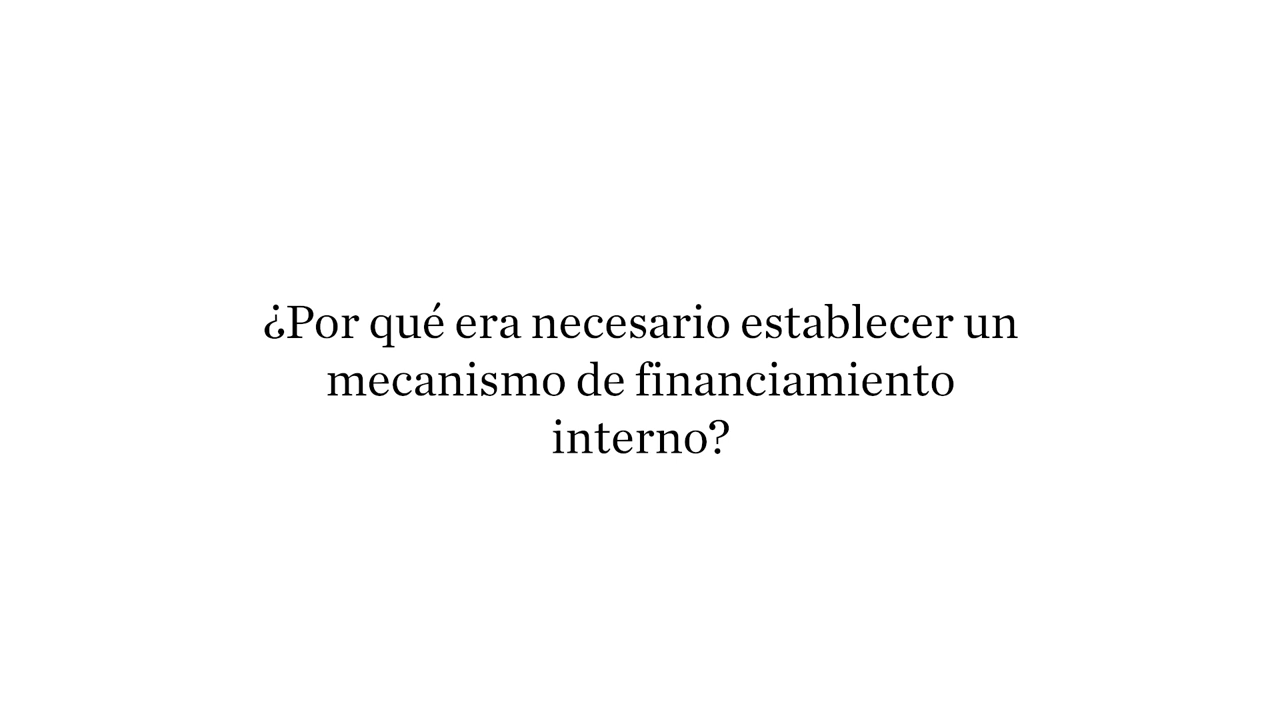 ¿Por qué era necesario establecer un
mecanismo de financiamiento
interno?